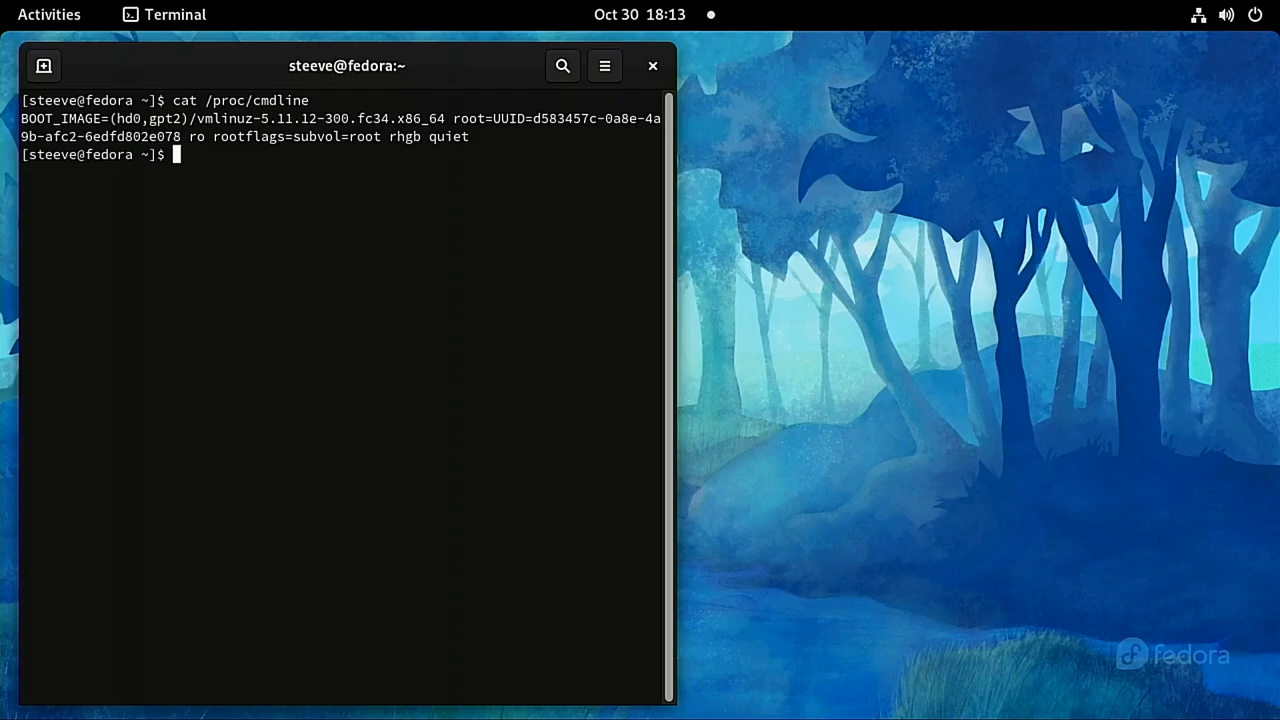 Activities Terminal Oct 30 18:13
steeve@fedora:~
[steeve@fedora ~]$ cat /proc/cmdline
BOOT_IMAGE=(hd0,gpt2)/vmlinuz-5.11.12-300.fc34.x86_64 root=UUID=d583457c-0a8e-4a
9b-afc2-6edfd802e078 ro rootflags=subvol=root rhgb quiet
[steeve@fedora ~]$
fedora